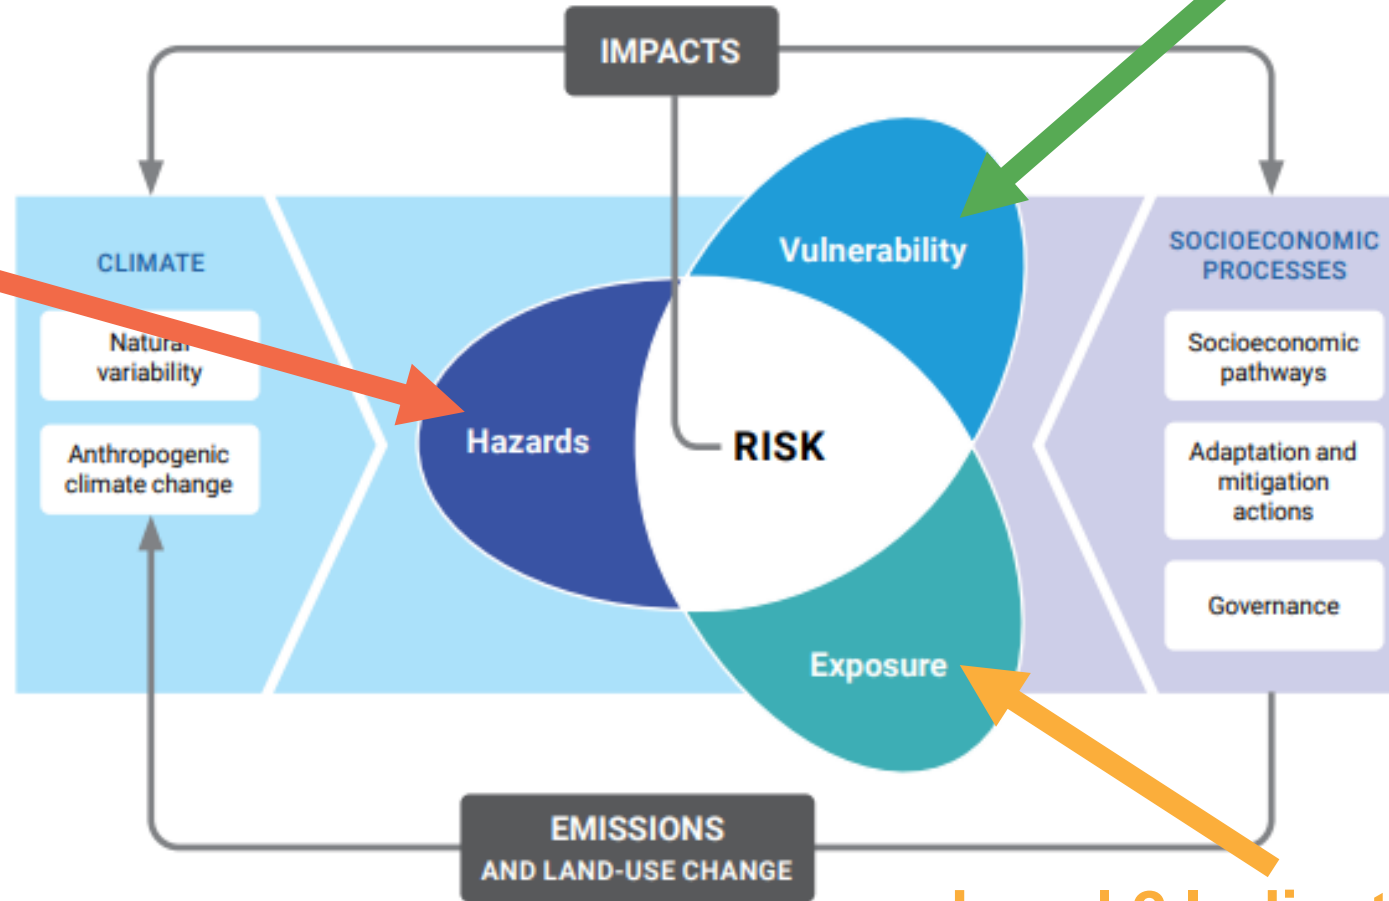 IMPACTS
CLIMATE
Natural
variability
Anthropogenic
climate change
Vulnerability
Hazards
RISK
Exposure
SOCIOECONOMIC
PROCESSES
Socioeconomic
pathways
Adaptation and
mitigation
actions
Governance
EMISSIONS
AND LAND-USE CHANGE